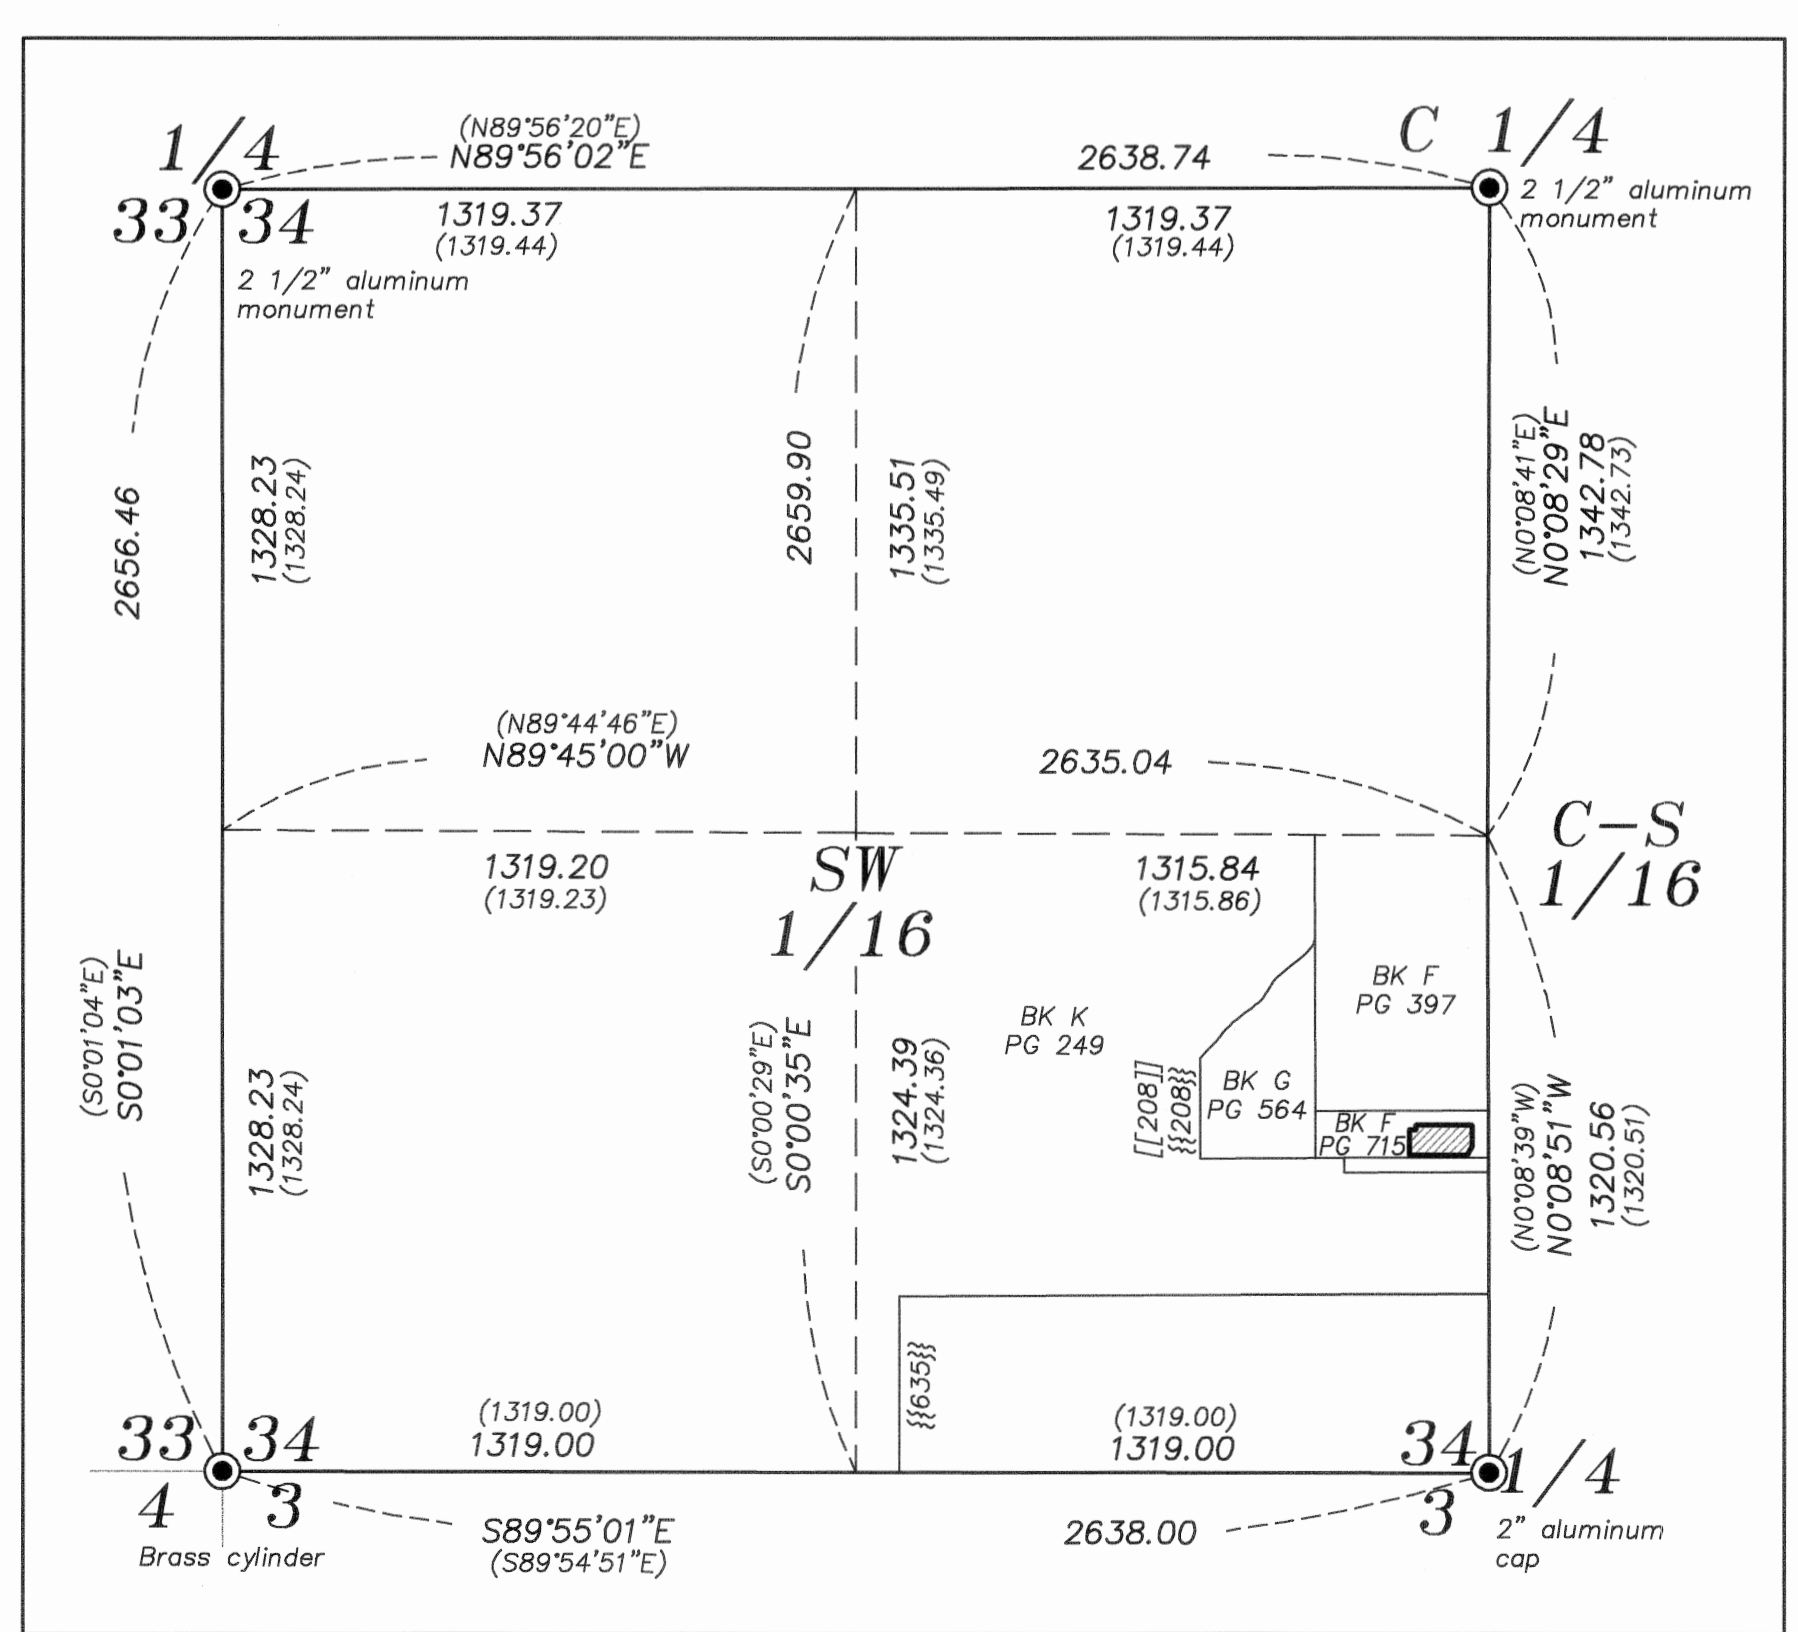 1/4
(N89°56'20"E)
N89°56'02"E
2638.74
C 1/4
33 34
1319.37
(1319.44)
1319.37
(1319.44)
2 1/2" aluminum
monument
2 1/2" aluminum
monument
2656.46
1328.23
(1328.24)
2659.90
1335.51
(1335.49)
(N0°08'41"E)
N0°08'29"E
1342.78
(1342.73)
(N89°44'46"E)
N89°45'00"W
2635.04
1319.20
(1319.23)
SW
1/16
1315.84
(1315.86)
C-S
1/16
(S0°01'04"E)
S0°01'03"E
1328.23
(1328.24)
(S0°00'29"E)
S0°00'35"E
1324.39
(1324.36)
BK K
PG 249
[[208]]
}}}208}}}
BK G
PG 564
BK F
PG 397
BK F
PG 715
(N0°08'39"W)
N0°08'51"W
1320.56
(1320.51)
}}}635}}}
33 34
(1319.00)
1319.00
(1319.00)
1319.00
34
1/4
4 3
3
Brass cylinder
S89°55'01"E
(S89°54'51"E)
2638.00
2" aluminum
cap